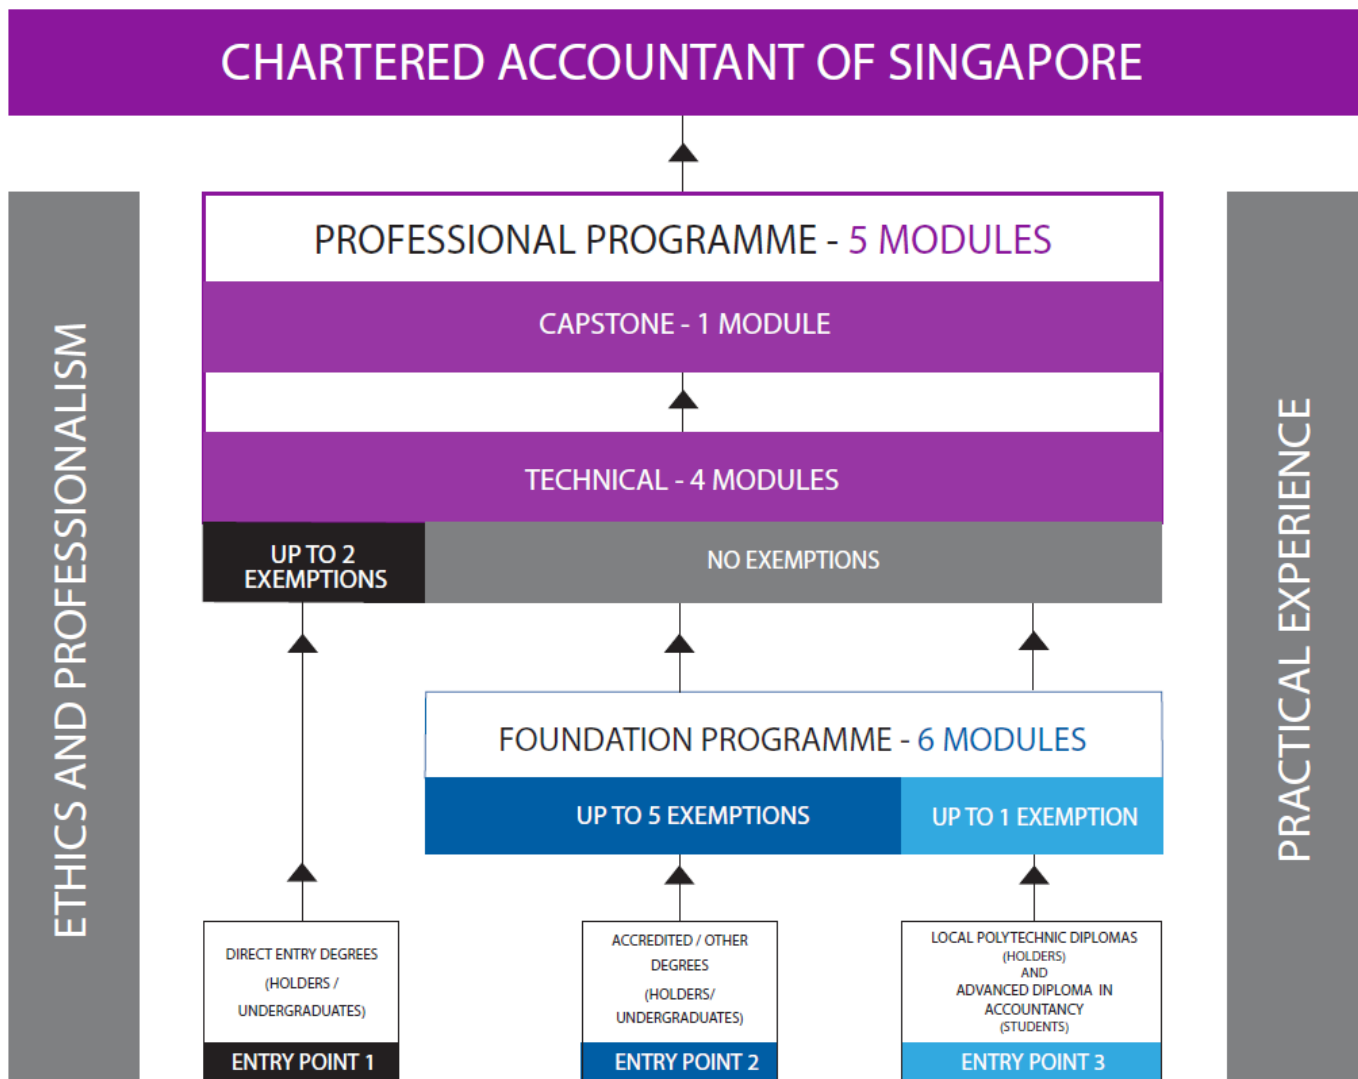 CHARTERED ACCOUNTANT OF SINGAPORE
ETHICS AND PROFESSIONALISM
PROFESSIONAL PROGRAMME - 5 MODULES
CAPSTONE - 1 MODULE
TECHNICAL - 4 MODULES
UP TO 2
EXEMPTIONS
NO EXEMPTIONS
FOUNDATION PROGRAMME - 6 MODULES
UP TO 5 EXEMPTIONS
UP TO 1 EXEMPTION
DIRECT ENTRY DEGREES
(HOLDERS /
UNDERGRADUATES)
ENTRY POINT 1
ACCREDITED / OTHER
DEGREES
(HOLDERS/
UNDERGRADUATES)
ENTRY POINT 2
LOCAL POLYTECHNIC DIPLOMAS
(HOLDERS)
AND
ADVANCED DIPLOMA IN
ACCOUNTANCY
(STUDENTS)
ENTRY POINT 3
PRACTICAL EXPERIENCE